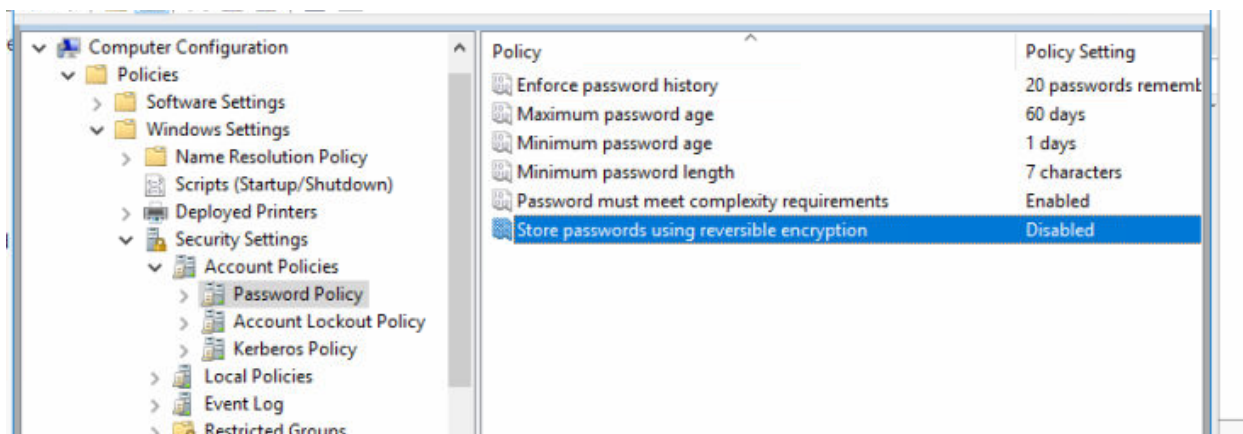 Computer Configuration
Policies
Software Settings
Windows Settings
Name Resolution Policy
Scripts (Startup/Shutdown)
Deployed Printers
Security Settings
Account Policies
Password Policy
Account Lockout Policy
Kerberos Policy
Local Policies
Event Log
Restricted Groups
Policy Policy Setting
Enforce password history 20 passwords rememb
Maximum password age 60 days
Minimum password age 1 days
Minimum password length 7 characters
Password must meet complexity requirements Enabled
Store passwords using reversible encryption Disabled